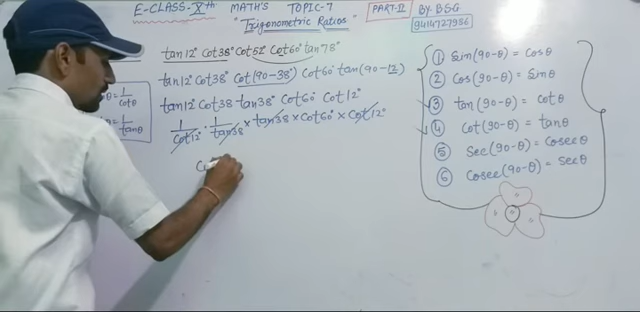 E-CLASS-Xth MATH'S TOPIC-7 PART-II BY:BSG
"Trigonometric Ratios" 9414727956
tan12° Cot38° Cot52° Cot60° tan78°
tan12° Cot38° Cot(90-38°) Cot60° tan(90-12)
tan12° Cot38 tan38° Cot60° Cot12°
1/Cot12° · 1/tan38 × tan38 × Cot60° × Cot12°
θ = 1/Cotθ
= 1/tanθ
① Sin(90-θ) = Cosθ
② Cos(90-θ) = Sinθ
③ tan(90-θ) = cotθ
④ Cot(90-θ) = tanθ
⑤ Sec(90-θ) = Cosecθ
⑥ Cosec(90-θ) = Secθ